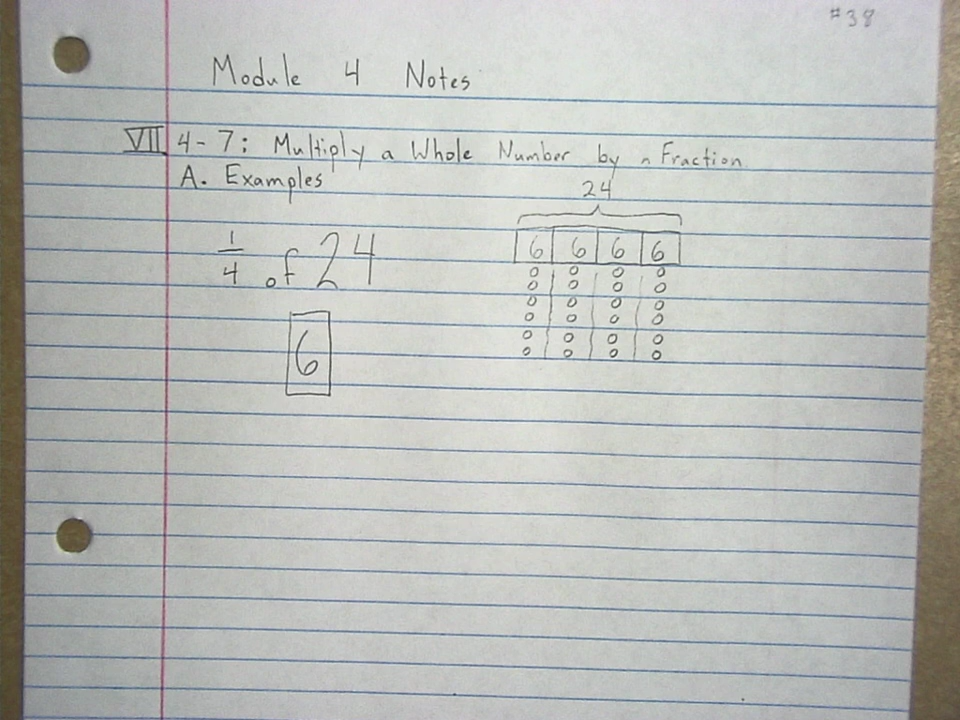 #38
Module 4 Notes
VII 4-7: Multiply a Whole Number by a Fraction
A. Examples
24
1/4 of 24
6 6 6 6
6